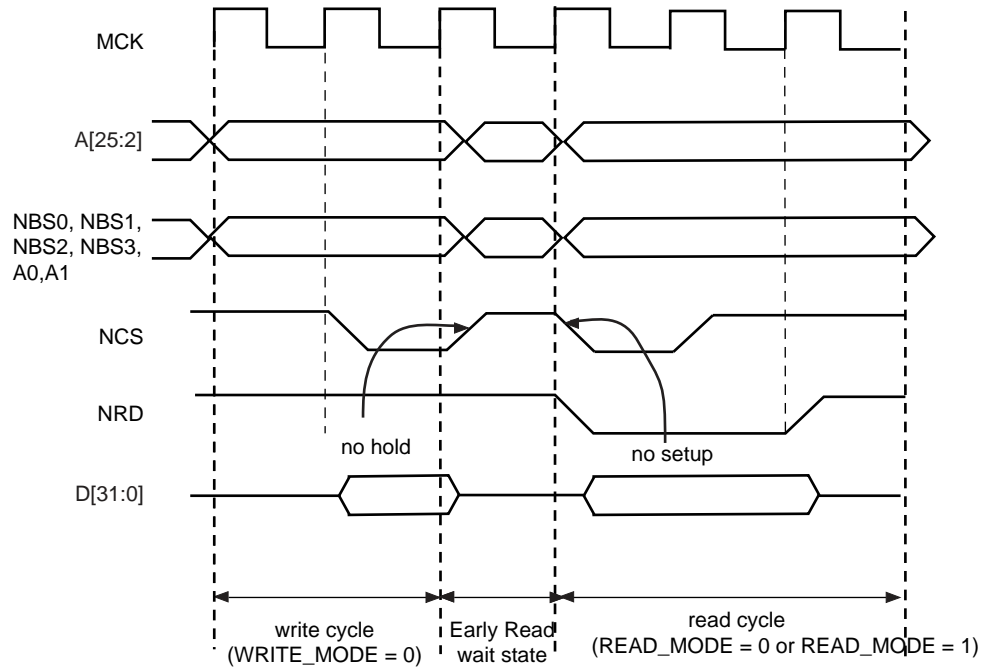 MCK
A[25:2]
NBS0, NBS1,
NBS2, NBS3,
A0,A1
NCS
NRD
no hold
no setup
D[31:0]
write cycle
(WRITE_MODE = 0)
Early Read
wait state
read cycle
(READ_MODE = 0 or READ_MODE = 1)